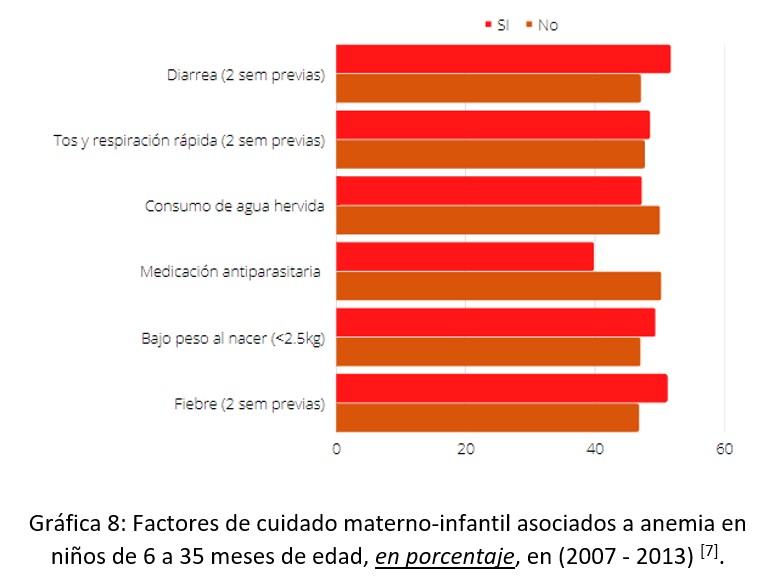 SI No
Diarrea (2 sem previas)
Tos y respiración rápida (2 sem previas)
Consumo de agua hervida
Medicación antiparasitaria
Bajo peso al nacer (<2.5kg)
Fiebre (2 sem previas)
0 20 40 60
Gráfica 8: Factores de cuidado materno-infantil asociados a anemia en
niños de 6 a 35 meses de edad, en porcentaje, en (2007 - 2013) [7].